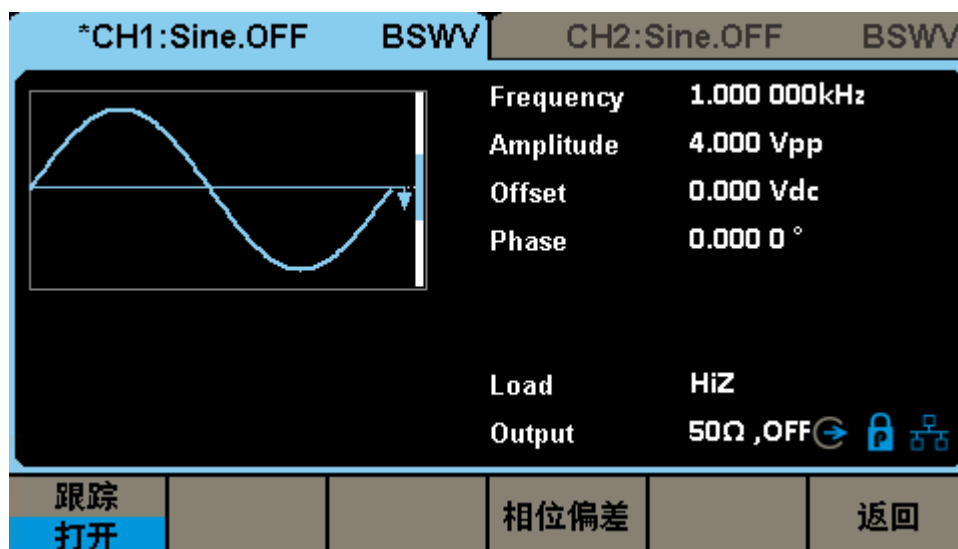 *CH1:Sine.OFF BSWV CH2:Sine.OFF BSWV
Frequency 1.000 000kHz
Amplitude 4.000 Vpp
Offset 0.000 Vdc
Phase 0.000 0 °
Load HiZ
Output 50Ω ,OFF P
跟踪
打开
相位偏差
返回